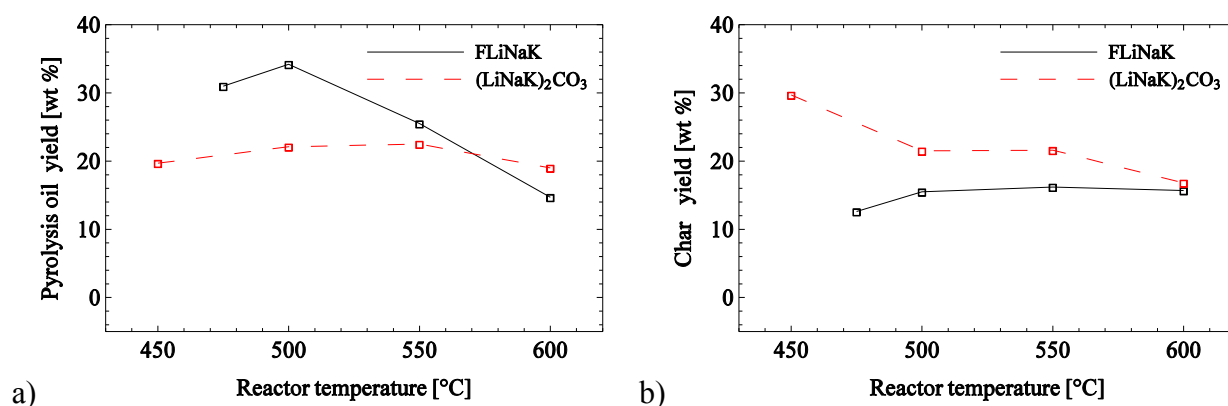 40
30
20
10
0
Pyrolysis oil yield [wt %]
FLiNaK
(LiNaK)₂CO₃
450 500 550 600
Reactor temperature [°C]
a)
40
30
20
10
0
Char yield [wt %]
FLiNaK
(LiNaK)₂CO₃
450 500 550 600
Reactor temperature [°C]
b)